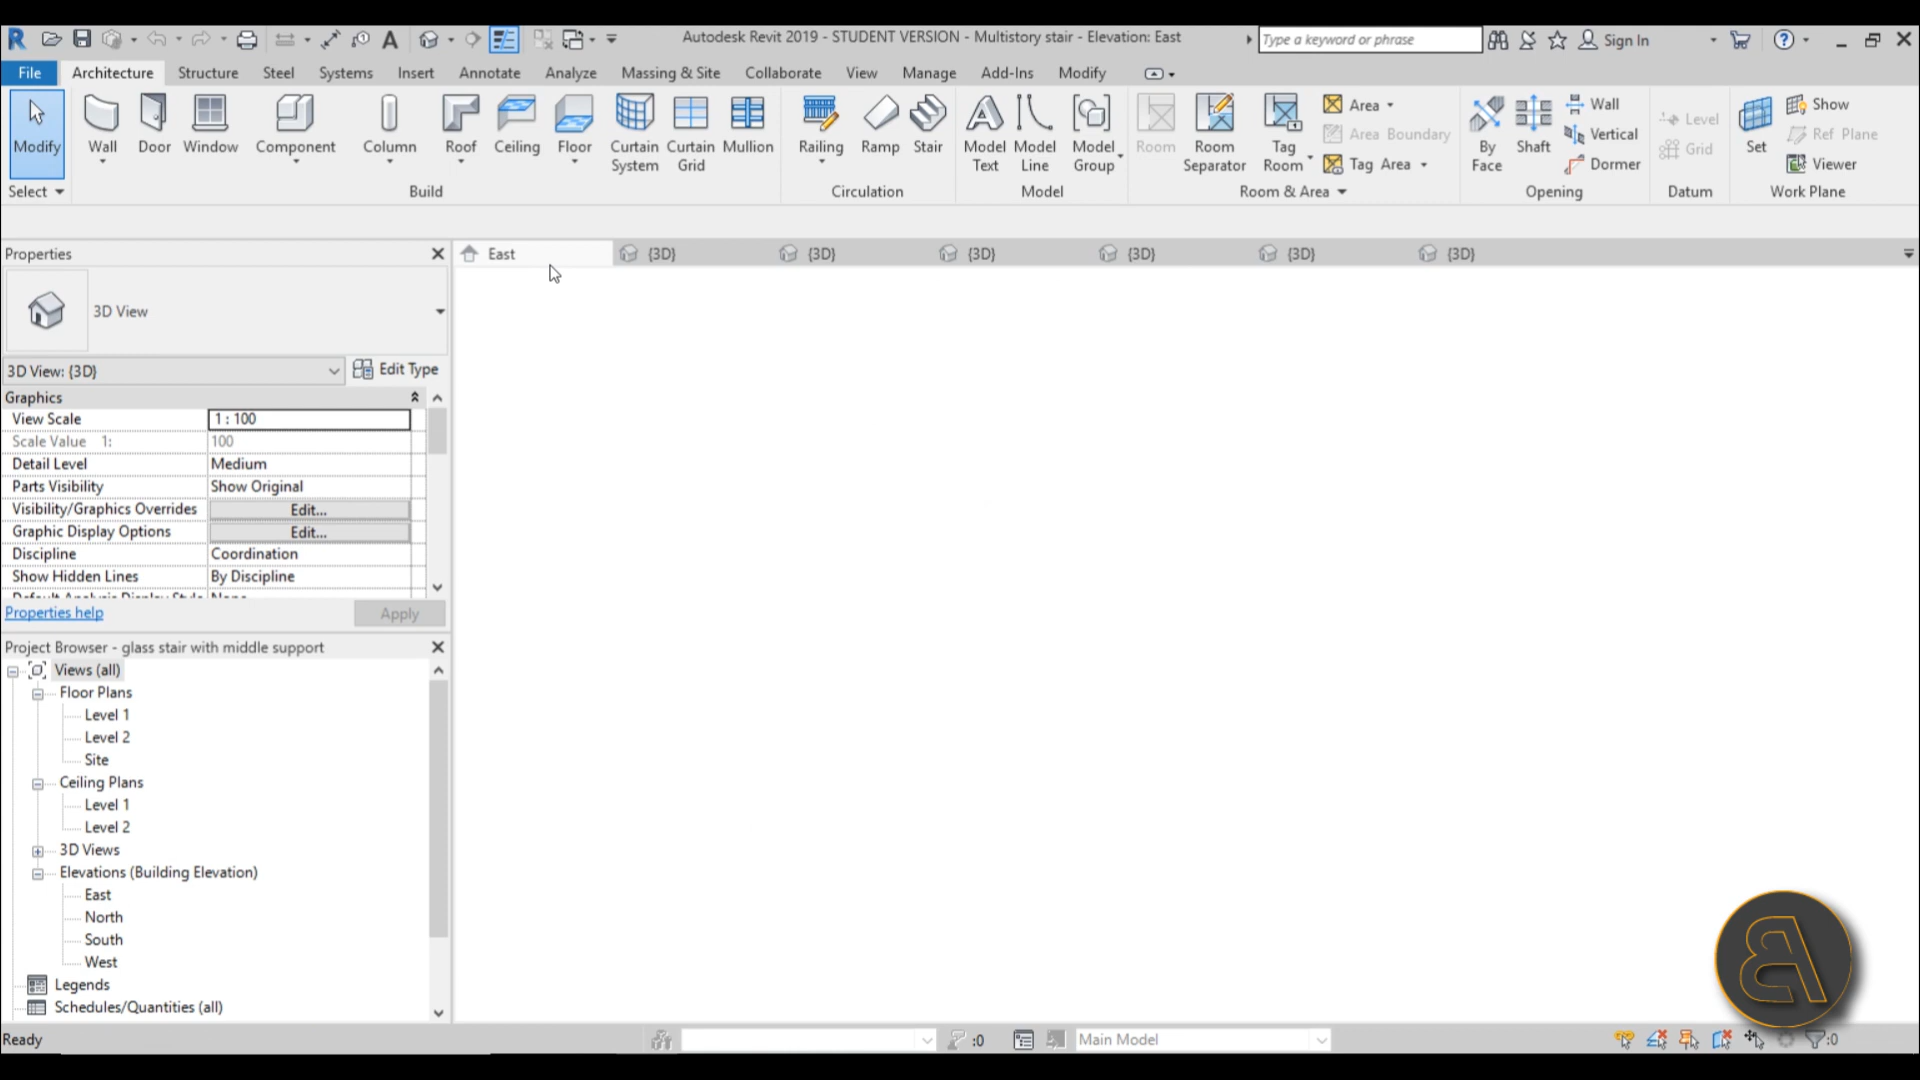 Autodesk Revit 2019 - STUDENT VERSION - Multistory stair - Elevation: East
Type a keyword or phrase
Sign In
File Architecture Structure Steel Systems Insert Annotate Analyze Massing & Site Collaborate View Manage Add-Ins Modify
Modify
Wall Door Window Component Column Roof Ceiling Floor
Curtain System
Curtain Grid
Mullion
Railing Ramp Stair
Model Text
Model Line
Model Group
Room
Room Separator
Tag Room
Area
Area Boundary
Tag Area
By Face
Shaft
Wall
Vertical
Dormer
Level
Grid
Set
Show
Ref Plane
Viewer
Select Build Circulation Model Room & Area Opening Datum Work Plane
East {3D} {3D} {3D} {3D} {3D} {3D}
Properties
3D View
3D View: {3D} Edit Type
Graphics
View Scale 1 : 100
Scale Value 1: 100
Detail Level Medium
Parts Visibility Show Original
Visibility/Graphics Overrides Edit...
Graphic Display Options Edit...
Discipline Coordination
Show Hidden Lines By Discipline
Default Analysis Display Style None
Properties help Apply
Project Browser - glass stair with middle support
Views (all)
Floor Plans
Level 1
Level 2
Site
Ceiling Plans
Level 1
Level 2
3D Views
Elevations (Building Elevation)
East
North
South
West
Legends
Schedules/Quantities (all)
Ready :0 Main Model :0